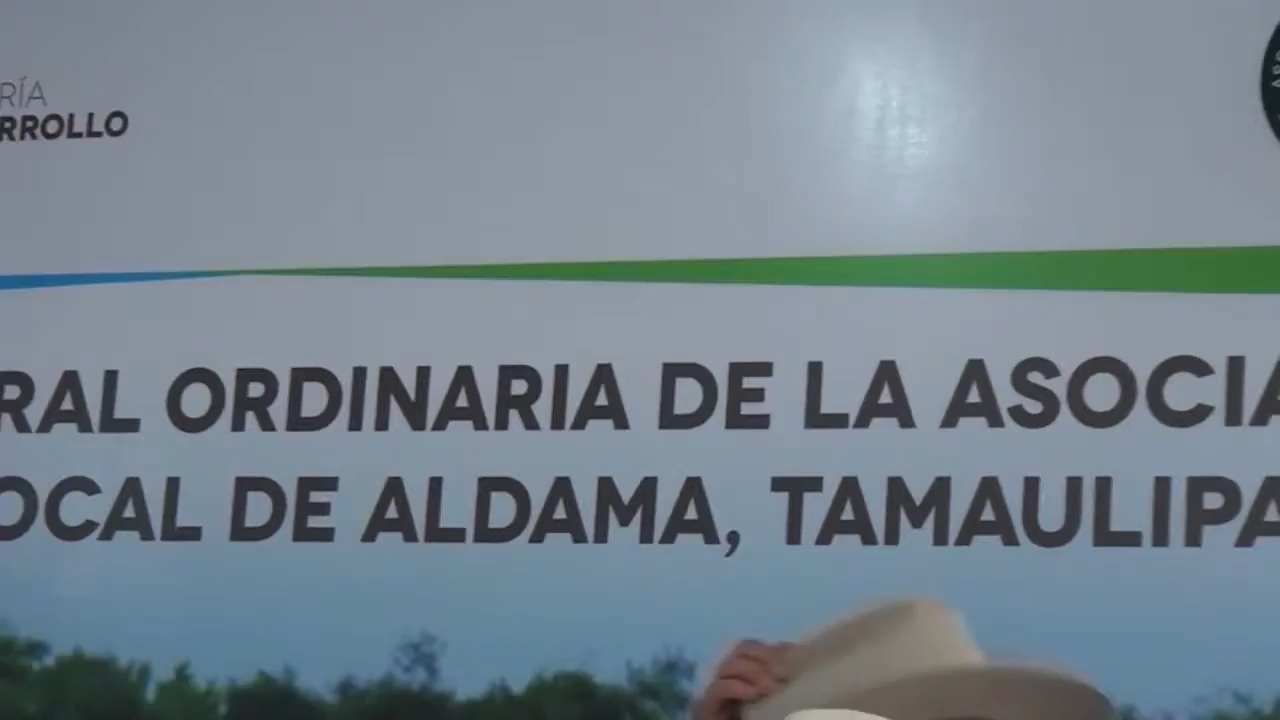 RÍA
RROLLO
RAL ORDINARIA DE LA ASOCIA
OCAL DE ALDAMA, TAMAULIPA